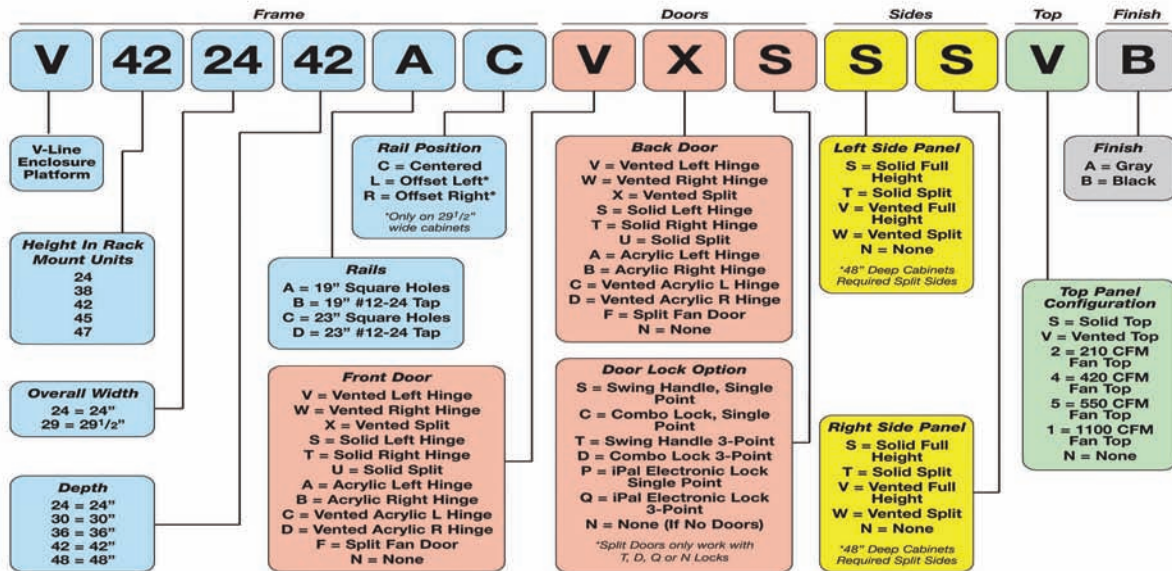 Frame Doors Sides Top Finish
V 42 24 42 A C V X S S S V B
V-Line
Enclosure
Platform
Height In Rack
Mount Units
24
38
42
45
47
Overall Width
24 = 24”
29 = 29 1/2”
Depth
24 = 24”
30 = 30”
36 = 36”
42 = 42”
48 = 48”
Rail Position
C = Centered
L = Offset Left*
R = Offset Right*
*Only on 29 1/2”
wide cabinets
Rails
A = 19” Square Holes
B = 19” #12-24 Tap
C = 23” Square Holes
D = 23” #12-24 Tap
Front Door
V = Vented Left Hinge
W = Vented Right Hinge
X = Vented Split
S = Solid Left Hinge
T = Solid Right Hinge
U = Solid Split
A = Acrylic Left Hinge
B = Acrylic Right Hinge
C = Vented Acrylic L Hinge
D = Vented Acrylic R Hinge
F = Split Fan Door
N = None
Back Door
V = Vented Left Hinge
W = Vented Right Hinge
X = Vented Split
S = Solid Left Hinge
T = Solid Right Hinge
U = Solid Split
A = Acrylic Left Hinge
B = Acrylic Right Hinge
C = Vented Acrylic L Hinge
D = Vented Acrylic R Hinge
F = Split Fan Door
N = None
Door Lock Option
S = Swing Handle, Single
Point
C = Combo Lock, Single
Point
T = Swing Handle 3-Point
D = Combo Lock 3-Point
P = iPal Electronic Lock
Single Point
Q = iPal Electronic Lock
3-Point
N = None (If No Doors)
*Split Doors only work with
T, D, Q or N Locks
Left Side Panel
S = Solid Full
Height
T = Solid Split
V = Vented Full
Height
W = Vented Split
N = None
*48” Deep Cabinets
Required Split Sides
Right Side Panel
S = Solid Full
Height
T = Solid Split
V = Vented Full
Height
W = Vented Split
N = None
*48” Deep Cabinets
Required Split Sides
Top Panel
Configuration
S = Solid Top
V = Vented Top
2 = 210 CFM
Fan Top
4 = 420 CFM
Fan Top
5 = 550 CFM
Fan Top
1 = 1100 CFM
Fan Top
N = None
Finish
A = Gray
B = Black